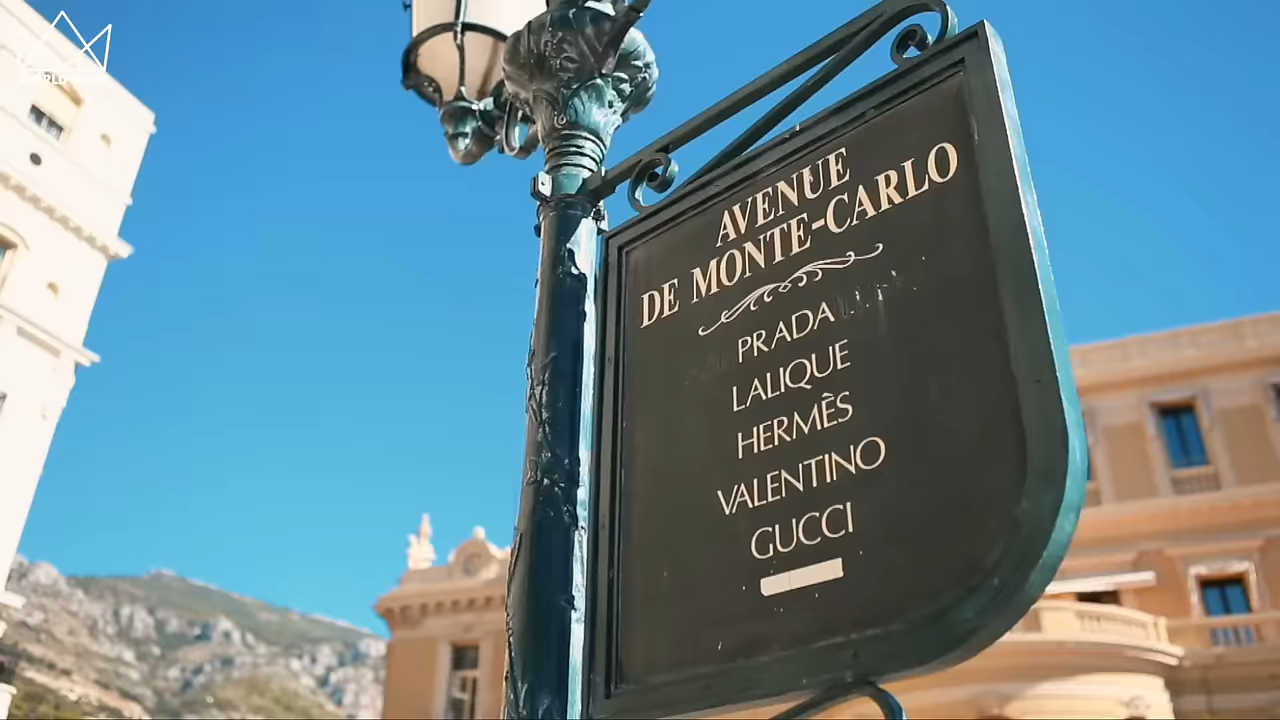 AVENUE
DE MONTE-CARLO
PRADA
LALIQUE
HERMÈS
VALENTINO
GUCCI